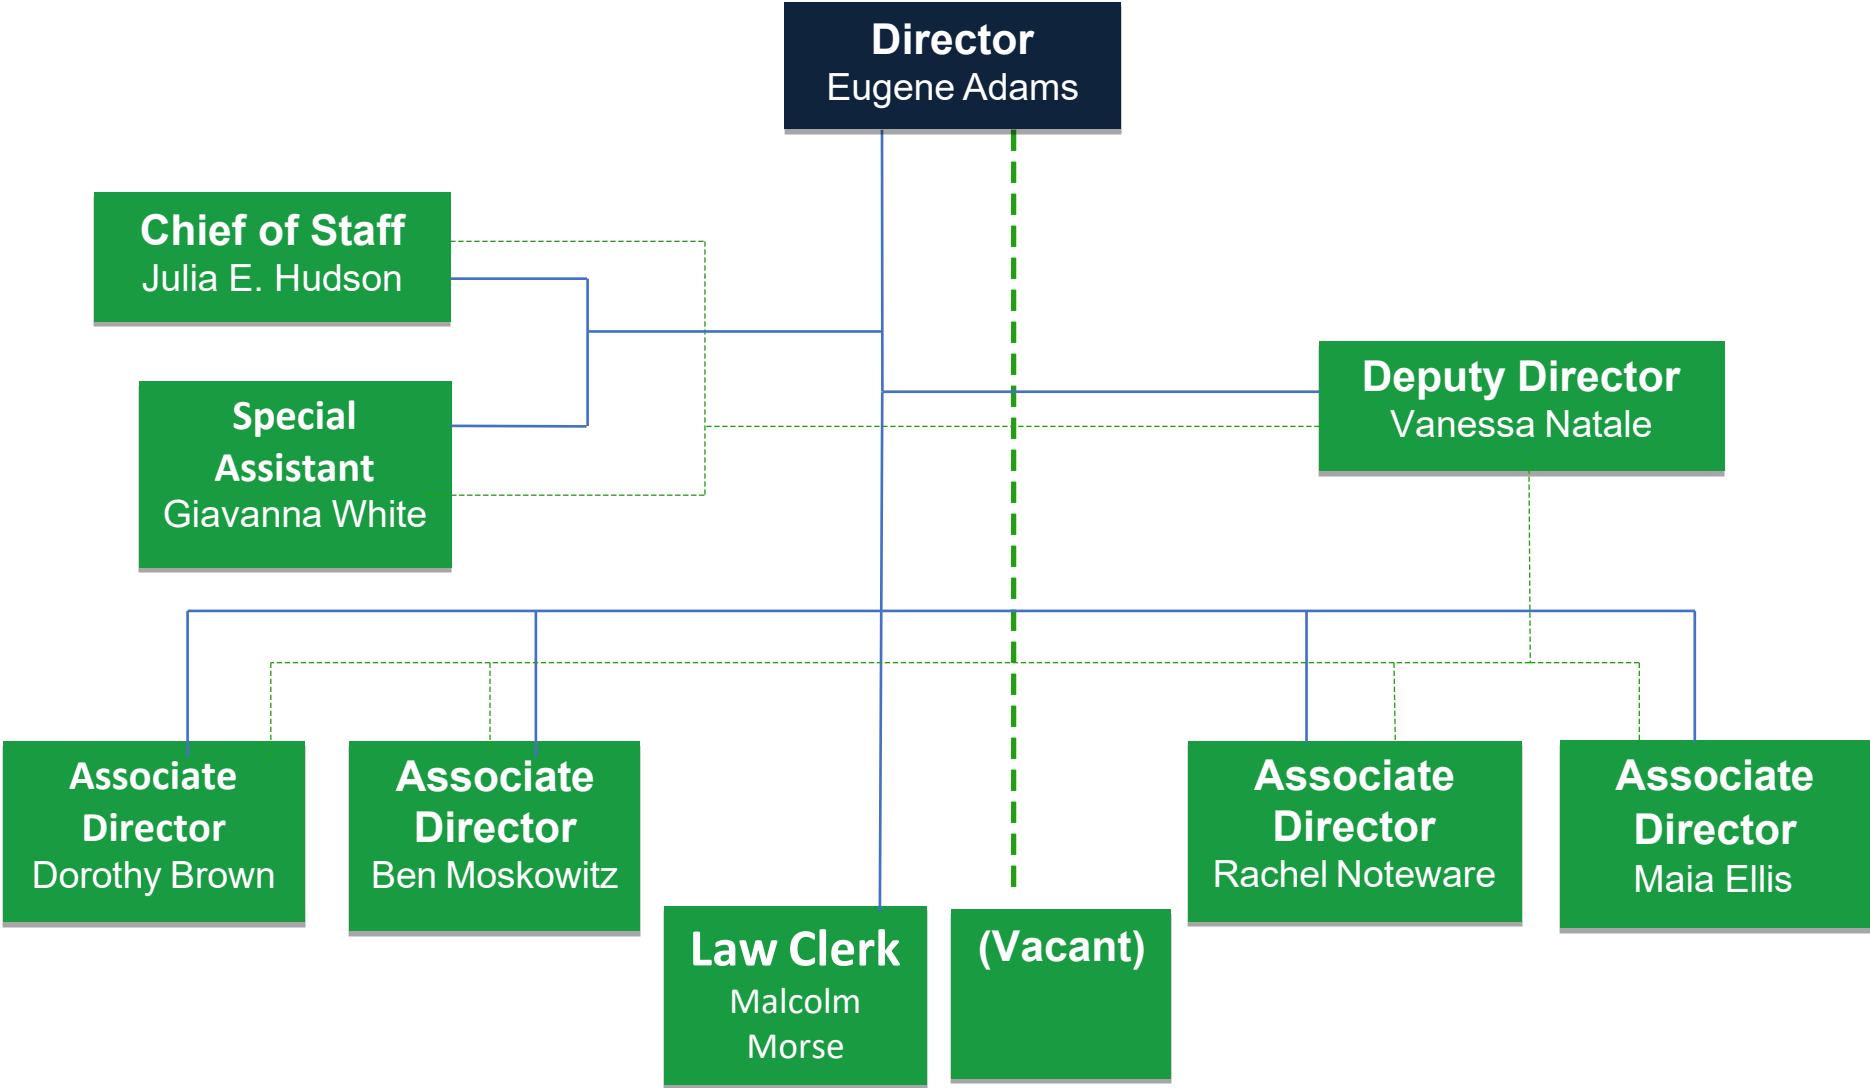 Director
Eugene Adams
Chief of Staff
Julia E. Hudson
Deputy Director
Vanessa Natale
Special
Assistant
Giavanna White
Associate
Director
Dorothy Brown
Associate
Director
Ben Moskowitz
Law Clerk
Malcolm
Morse
(Vacant)
Associate
Director
Rachel Noteware
Associate
Director
Maia Ellis